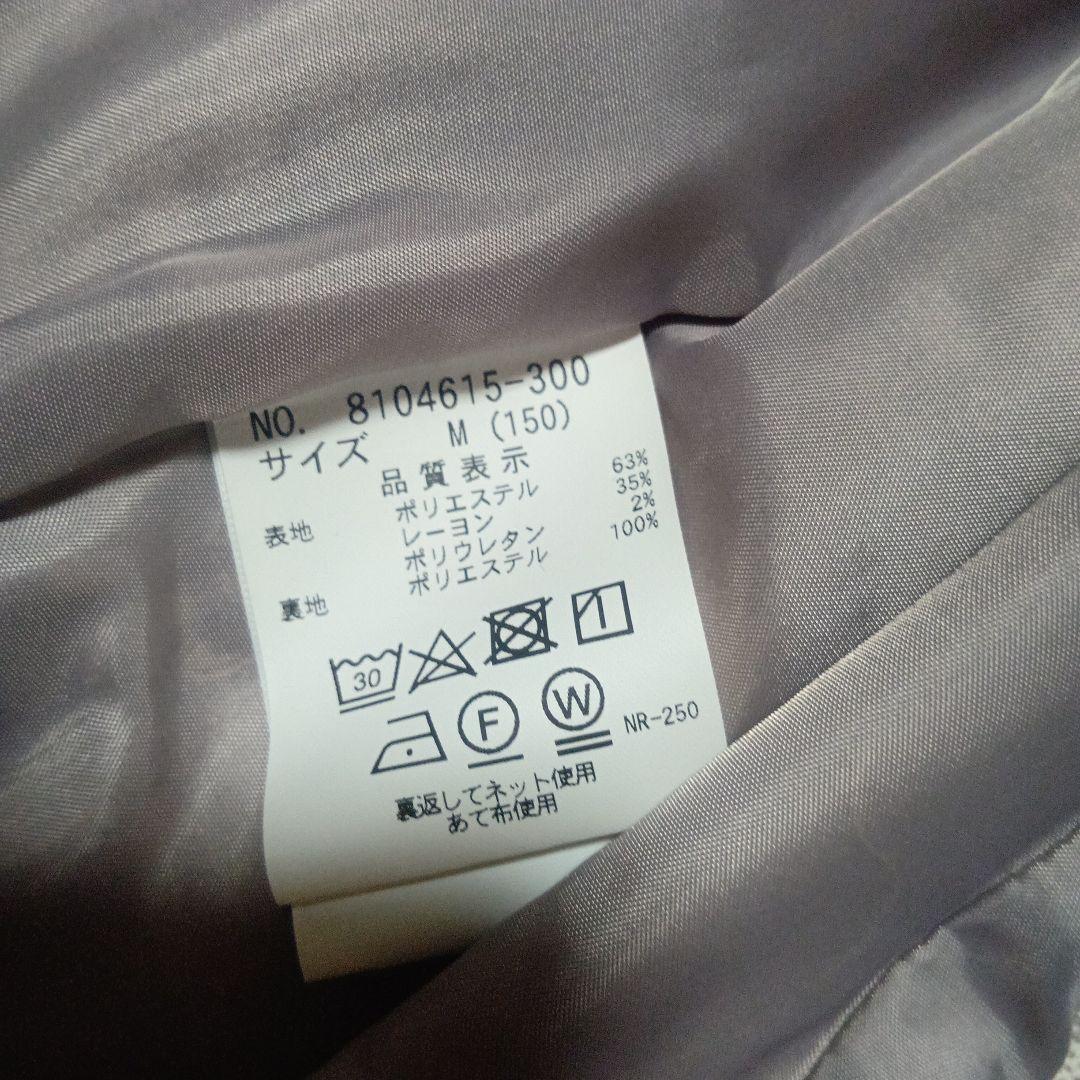 NO. 8104615-300
サイズ M (150)
品質表示
表地 ポリエステル 63%
レーヨン 35%
ポリウレタン 2%
裏地 ポリエステル 100%
30
F W NR-250
裏返してネット使用
あて布使用